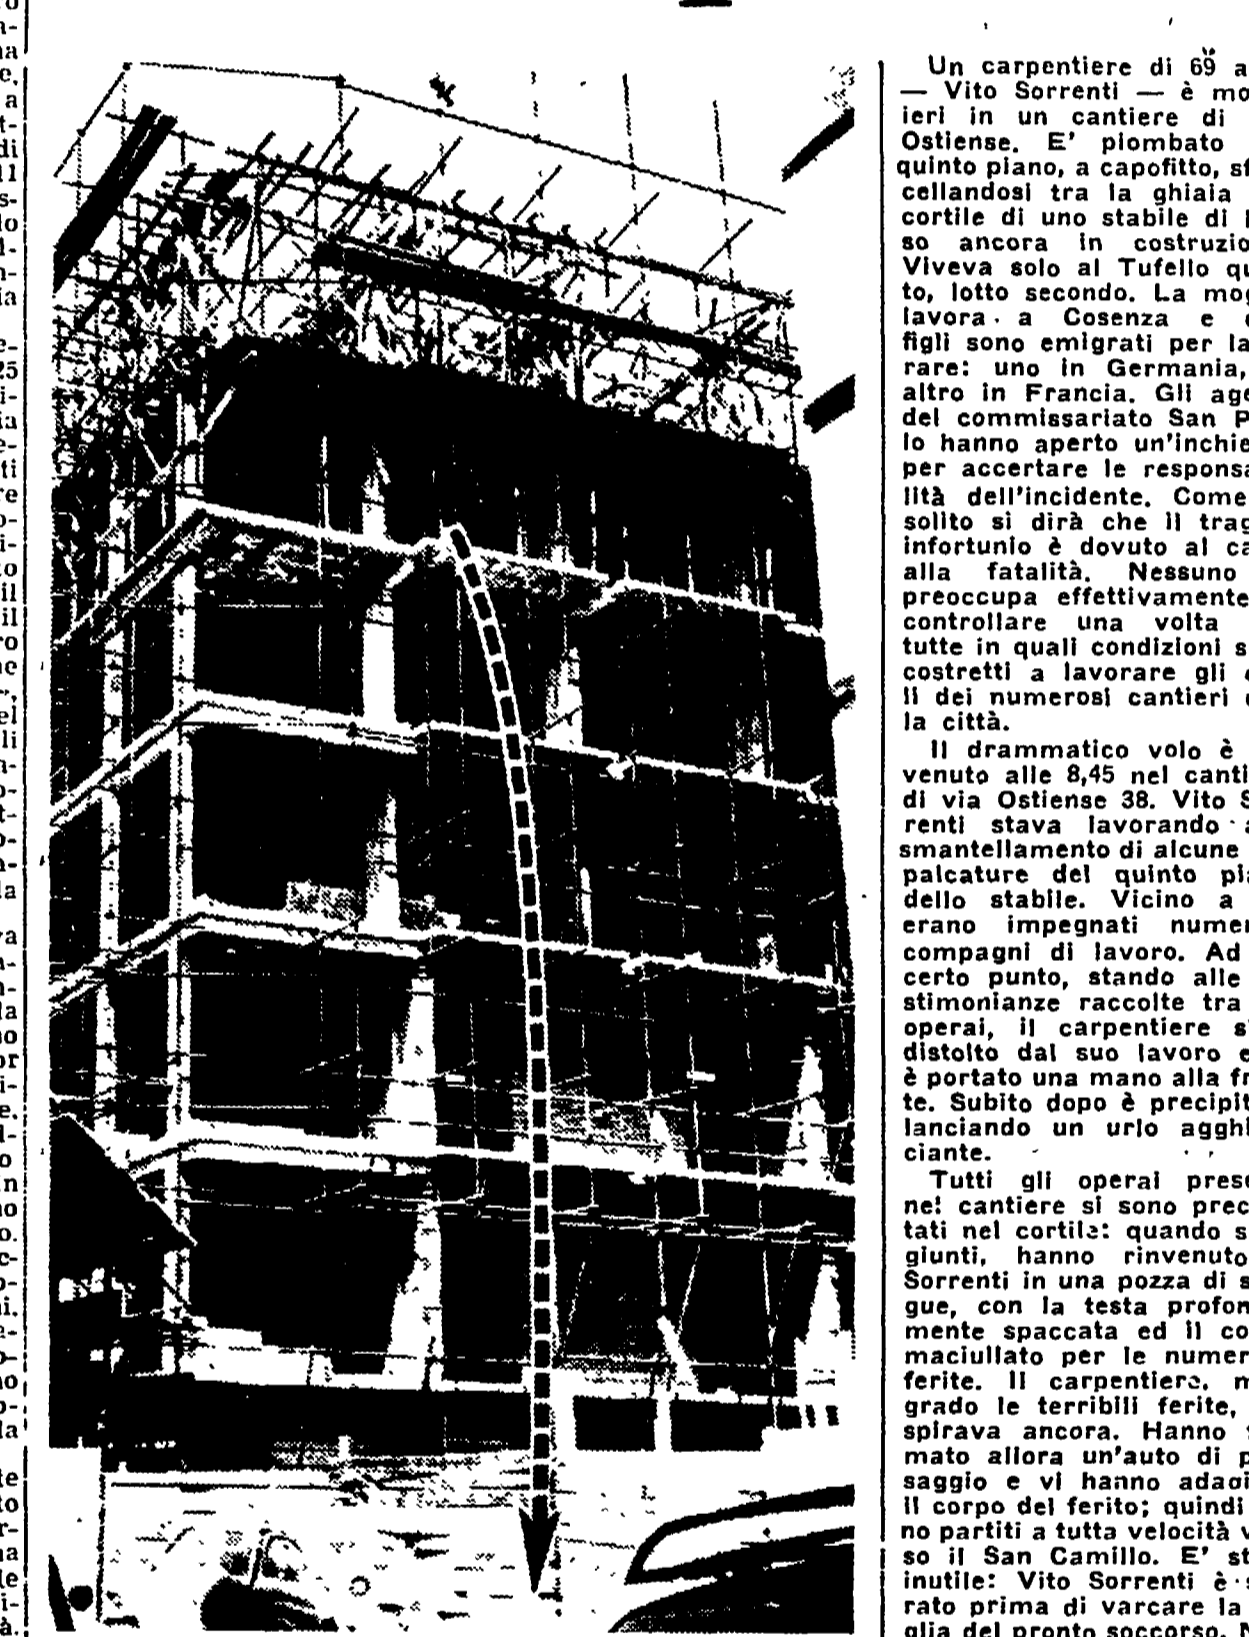 Un carpentiere di 69 a
— Vito Sorrenti — è mo
ieri in un cantiere di
Ostiense. E' piombato
quinto piano, a capofitto, sf
cellandosi tra la ghiaia
cortile di uno stabile di l
so ancora in costruzio
Viveva solo al Tufello qu
to, lotto secondo. La mog
lavora a Cosenza e
figli sono emigrati per la
rare: uno in Germania,
altro in Francia. Gli age
del commissariato San P
lo hanno aperto un'inchie
per accertare le responsa
lità dell'incidente. Come
solito si dirà che il trag
infortunio è dovuto al ca
alla fatalità. Nessuno
preoccupa effettivamente
controllare una volta
tutte in quali condizioni s
costretti a lavorare gli
li dei numerosi cantieri
la città.
Il drammatico volo è
venuto alle 8,45 nel canti
di via Ostiense 38. Vito S
renti stava lavorando a
smantellamento di alcune
palcature del quinto pia
dello stabile. Vicino a
erano impegnati numer
compagni di lavoro. Ad
certo punto, stando alle
stimonianze raccolte tra
operai, il carpentiere s
distolto dal suo lavoro e
è portato una mano alla fr
te. Subito dopo è precipit
lanciando un urlo agghi
ciante.
Tutti gli operai prese
nel cantiere si sono prec
tati nel cortile: quando s
giunti, hanno rinvenuto
Sorrenti in una pozza di s
gue, con la testa profon
mente spaccata ed il co
maciullato per le numer
ferite. Il carpentiere, m
grado le terribili ferite,
spirava ancora. Hanno
mato allora un'auto di p
saggio e vi hanno adagi
il corpo del ferito; quindi
no partiti a tutta velocità v
so il San Camillo. E' st
inutile: Vito Sorrenti è s
rato prima di varcare la
glia del pronto soccorso. N